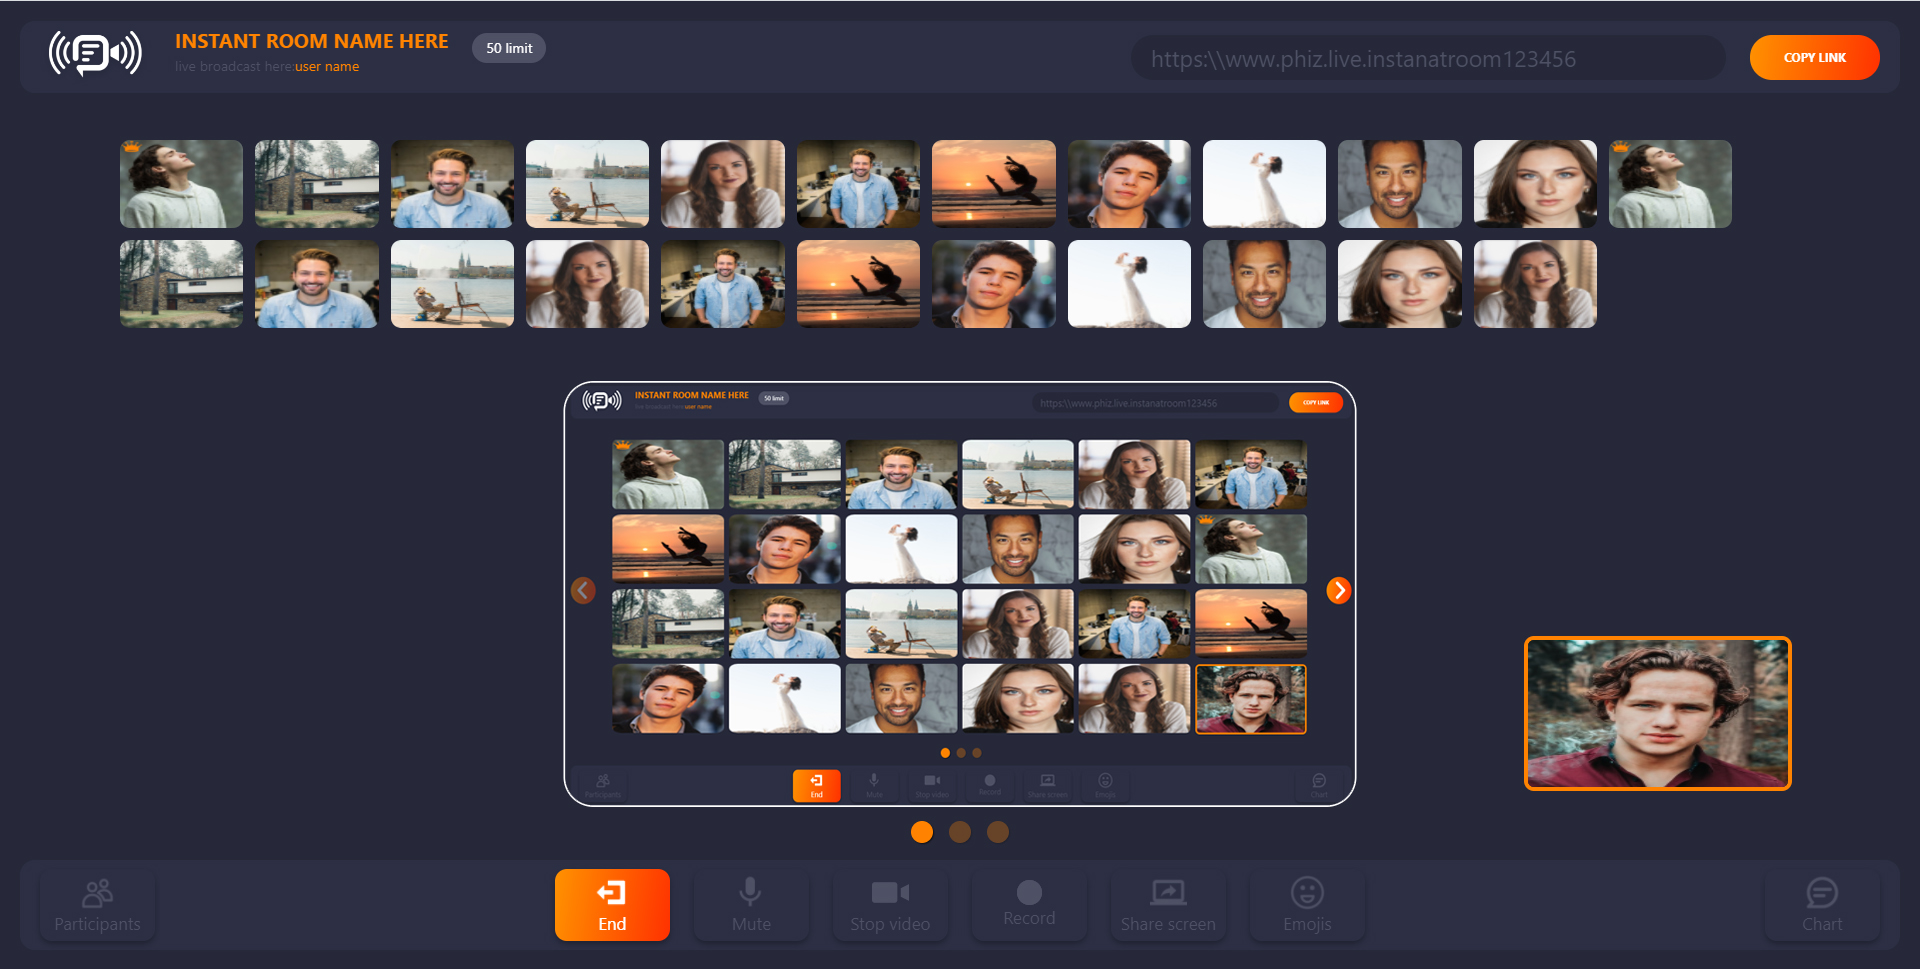 INSTANT ROOM NAME HERE
50 limit
live broadcast here:user name
https:\\www.phiz.live.instanatroom123456
COPY LINK
INSTANT ROOM NAME HERE
50 limit
live broadcast here:user name
https:\\www.phiz.live.instanatroom123456
COPY LINK
Participants
End
Mute
Stop video
Record
Share screen
Emojis
Chart
Participants
End
Mute
Stop video
Record
Share screen
Emojis
Chart